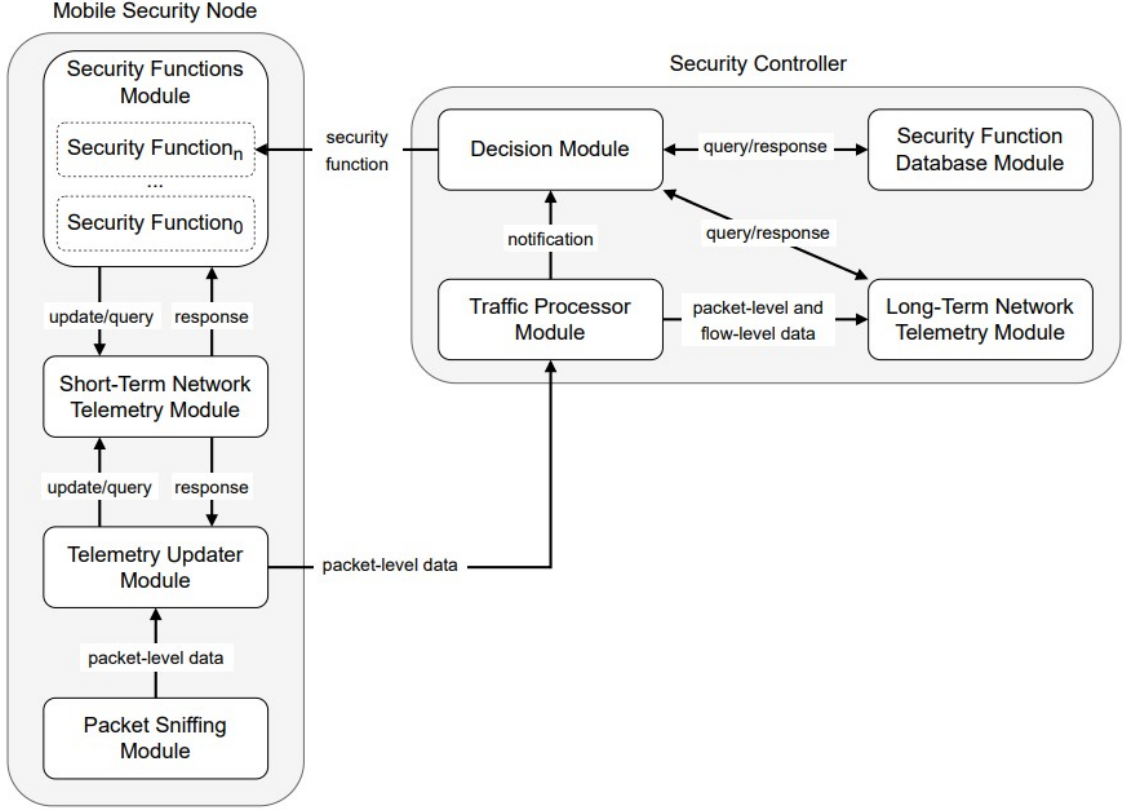 Mobile Security Node
Security Functions
Module
Security Functionₙ
...
Security Function₀
update/query
response
Short-Term Network
Telemetry Module
update/query
response
Telemetry Updater
Module
packet-level data
Packet Sniffing
Module
security
function
packet-level data
Security Controller
Decision Module
query/response
Security Function
Database Module
notification
query/response
Traffic Processor
Module
packet-level and
flow-level data
Long-Term Network
Telemetry Module